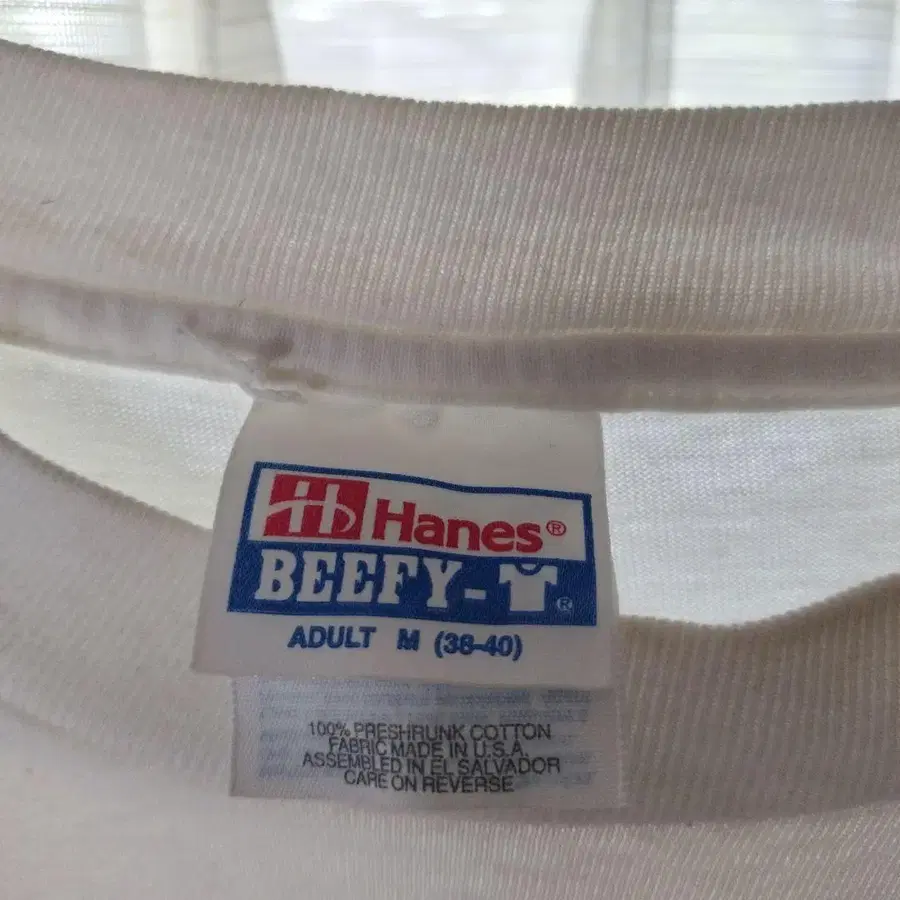 Hanes®
BEEFY-T®
ADULT M (38-40)
100% PRESHRUNK COTTON
FABRIC MADE IN U.S.A.
ASSEMBLED IN EL SALVADOR
CARE ON REVERSE